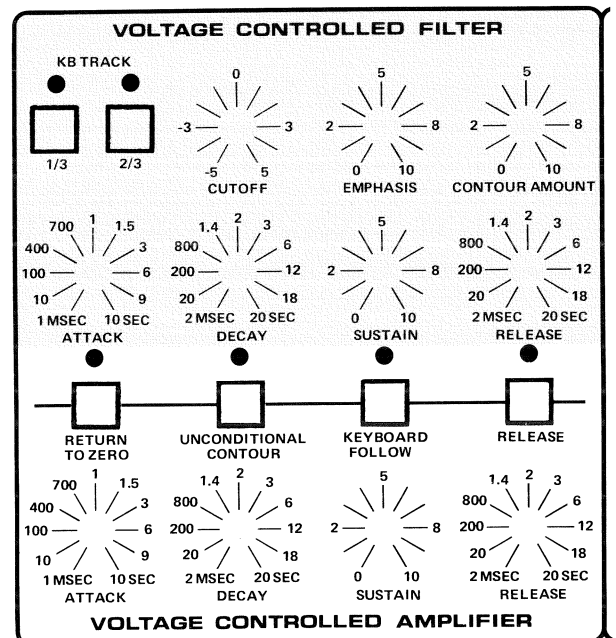 VOLTAGE CONTROLLED FILTER
KB TRACK
1/3 2/3
0
-3 3
-5 5
CUTOFF
5
2 8
0 10
EMPHASIS
5
2 8
0 10
CONTOUR AMOUNT
1
700 1.5
400 3
100 6
10 9
1 MSEC 10 SEC
ATTACK
2
1.4 3
800 6
200 12
20 18
2 MSEC 20 SEC
DECAY
5
2 8
0 10
SUSTAIN
2
1.4 3
800 6
200 12
20 18
2 MSEC 20 SEC
RELEASE
RETURN
TO ZERO
UNCONDITIONAL
CONTOUR
KEYBOARD
FOLLOW
RELEASE
1
700 1.5
400 3
100 6
10 9
1 MSEC 10 SEC
ATTACK
2
1.4 3
800 6
200 12
20 18
2 MSEC 20 SEC
DECAY
5
2 8
0 10
SUSTAIN
2
1.4 3
800 6
200 12
20 18
2 MSEC 20 SEC
RELEASE
VOLTAGE CONTROLLED AMPLIFIER